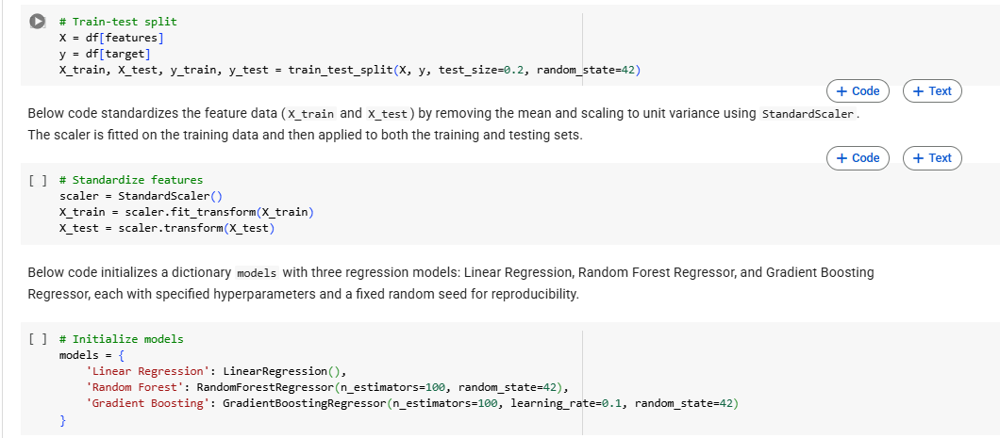 # Train-test split
X = df[features]
y = df[target]
X_train, X_test, y_train, y_test = train_test_split(X, y, test_size=0.2, random_state=42)
+ Code + Text
Below code standardizes the feature data (X_train and X_test) by removing the mean and scaling to unit variance using StandardScaler.
The scaler is fitted on the training data and then applied to both the training and testing sets.
+ Code + Text
[ ] # Standardize features
scaler = StandardScaler()
X_train = scaler.fit_transform(X_train)
X_test = scaler.transform(X_test)
Below code initializes a dictionary models with three regression models: Linear Regression, Random Forest Regressor, and Gradient Boosting
Regressor, each with specified hyperparameters and a fixed random seed for reproducibility.
[ ] # Initialize models
models = {
'Linear Regression': LinearRegression(),
'Random Forest': RandomForestRegressor(n_estimators=100, random_state=42),
'Gradient Boosting': GradientBoostingRegressor(n_estimators=100, learning_rate=0.1, random_state=42)
}